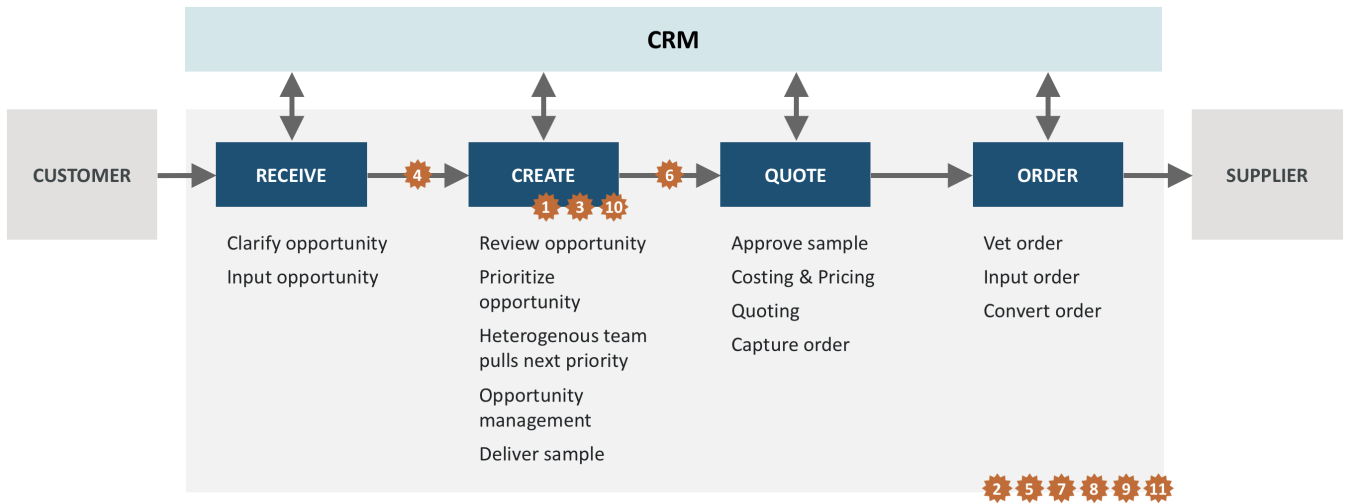 CRM
CUSTOMER
RECEIVE
4
CREATE
6
QUOTE
ORDER
SUPPLIER
1 3 10
Clarify opportunity
Input opportunity
Review opportunity
Prioritize
opportunity
Heterogenous team
pulls next priority
Opportunity
management
Deliver sample
Approve sample
Costing & Pricing
Quoting
Capture order
Vet order
Input order
Convert order
2 5 7 8 9 11